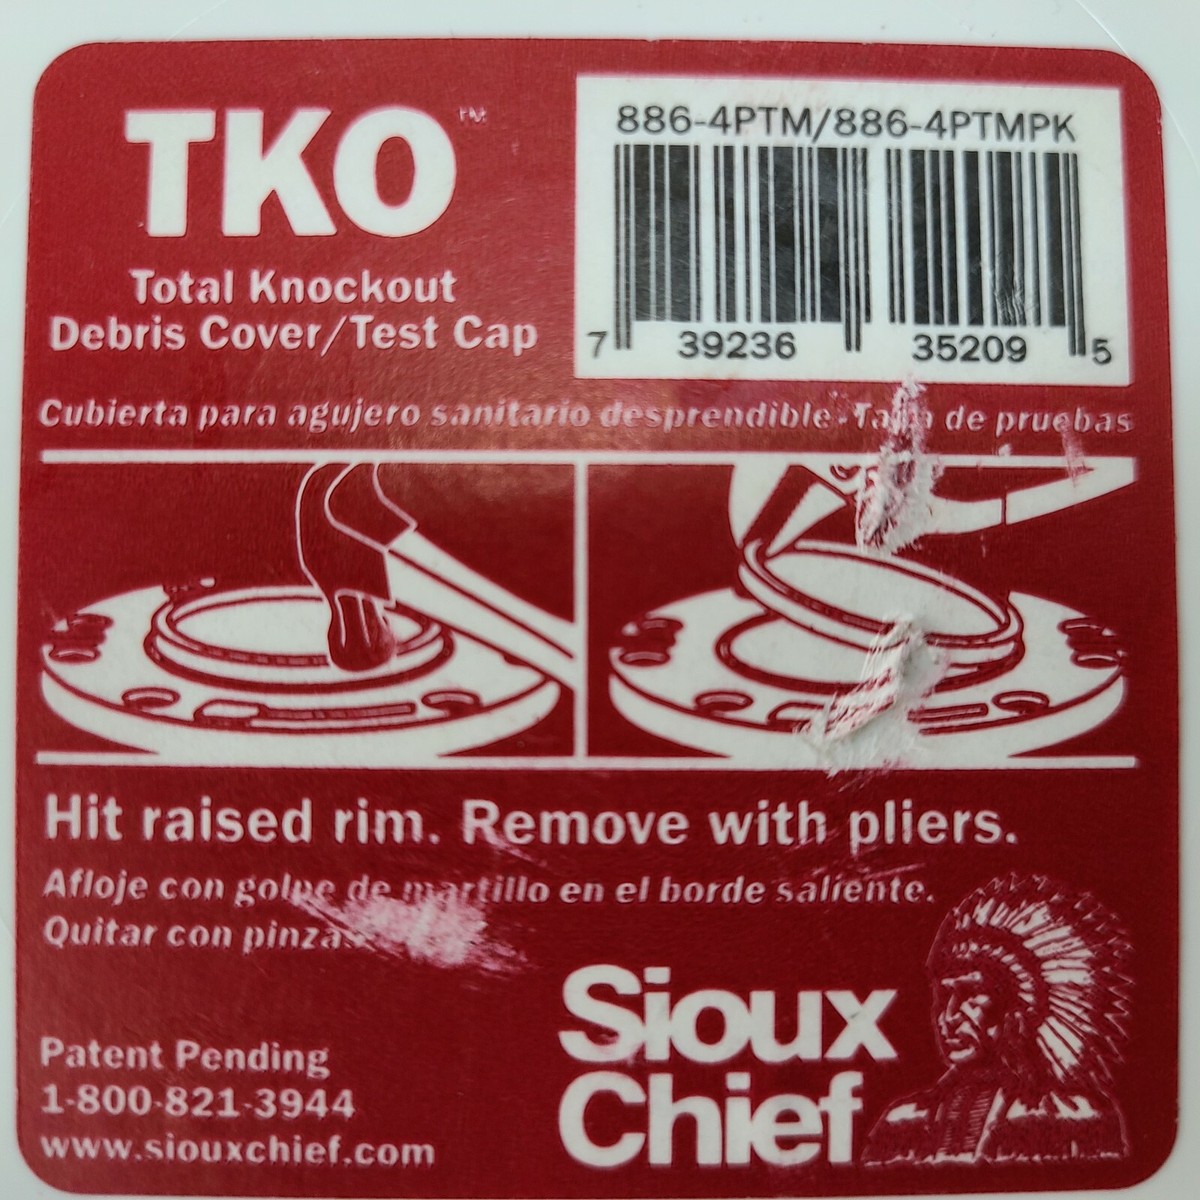 TKO™
Total Knockout
Debris Cover/Test Cap
886-4PTM/886-4PTMPK
7 39236 35209 5
Cubierta para agujero sanitario desprendible-Tapa de pruebas
Hit raised rim. Remove with pliers.
Afloje con golpe de martillo en el borde saliente.
Quitar con pinzas.
Patent Pending
1-800-821-3944
www.siouxchief.com
Sioux
Chief